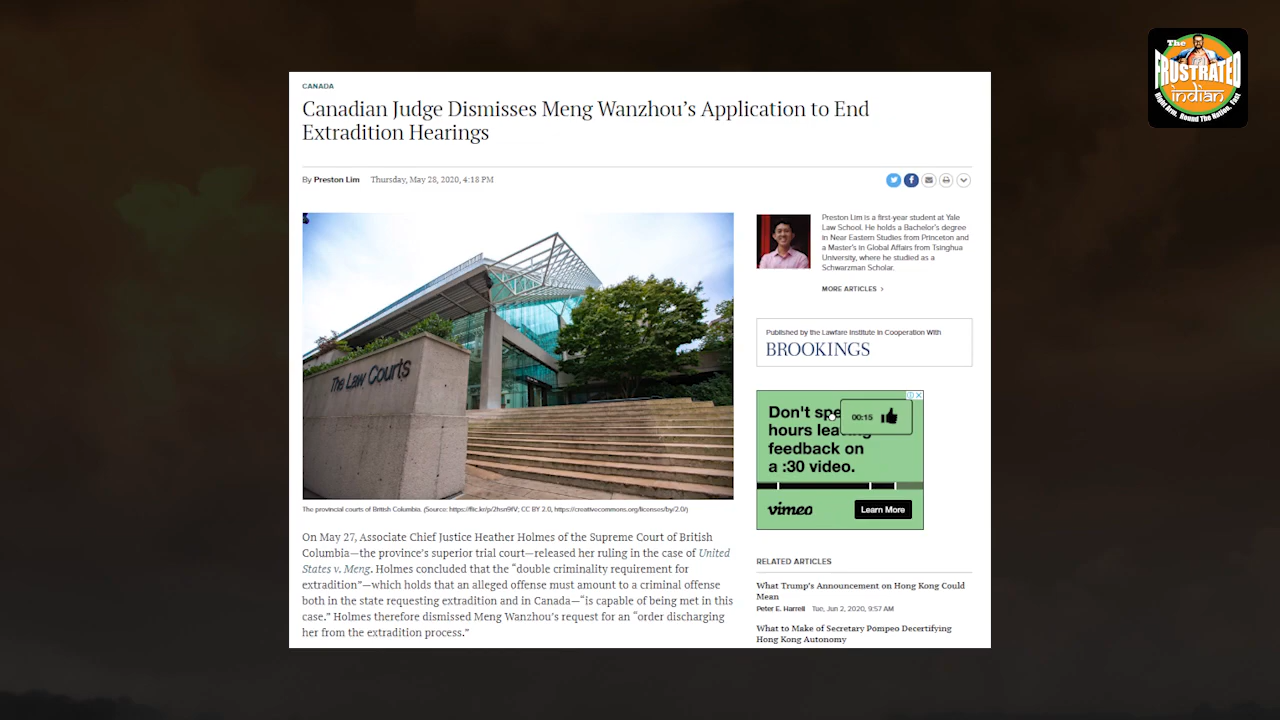 The
FRUSTRATED
indian
Right Arm, Round The Nation, Fast
CANADA
Canadian Judge Dismisses Meng Wanzhou's Application to End
Extradition Hearings
By Preston Lim Thursday, May 28, 2020, 4:18 PM
The Law Courts
The provincial courts of British Columbia. (Source: https://flic.kr/p/2hsn9fV; CC BY 2.0, https://creativecommons.org/licenses/by/2.0/)
On May 27, Associate Chief Justice Heather Holmes of the Supreme Court of British
Columbia—the province's superior trial court—released her ruling in the case of United
States v. Meng. Holmes concluded that the “double criminality requirement for
extradition”—which holds that an alleged offense must amount to a criminal offense
both in the state requesting extradition and in Canada—“is capable of being met in this
case.” Holmes therefore dismissed Meng Wanzhou's request for an “order discharging
her from the extradition process.”
Preston Lim is a first-year student at Yale
Law School. He holds a Bachelor's degree
in Near Eastern Studies from Princeton and
a Master's in Global Affairs from Tsinghua
University, where he studied as a
Schwarzman Scholar.
MORE ARTICLES >
Published by the Lawfare Institute in Cooperation With
BROOKINGS
Don't spe
00:15
hours lea
feedback on
a :30 video.
vimeo
Learn More
RELATED ARTICLES
What Trump's Announcement on Hong Kong Could
Mean
Peter E. Harrell Tue, Jun 2, 2020, 9:57 AM
What to Make of Secretary Pompeo Decertifying
Hong Kong Autonomy